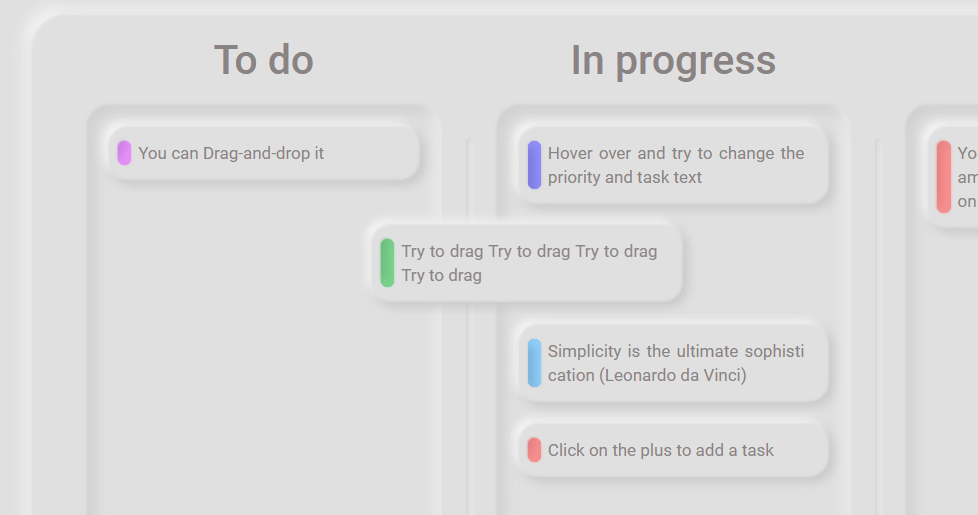 To do
In progress
You can Drag-and-drop it
Hover over and try to change the
priority and task text
Try to drag Try to drag Try to drag
Try to drag
Simplicity is the ultimate sophisti
cation (Leonardo da Vinci)
Click on the plus to add a task
Yo
am
on